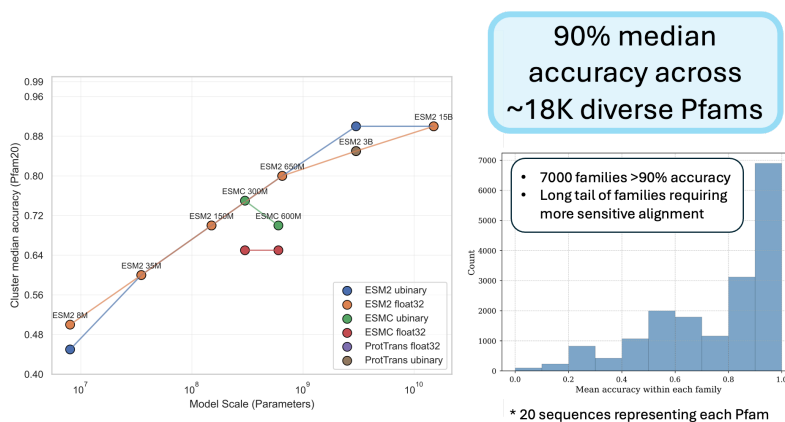 90% median
accuracy across
~18K diverse Pfams
0.99
0.96
0.88
0.80
0.72
0.64
0.56
0.48
0.40
Cluster median accuracy (Pfam20)
ESM2 8M
ESM2 35M
ESM2 150M
ESMC 300M
ESMC 600M
ESM2 650M
ESM2 3B
ESM2 15B
ESM2 ubinary
ESM2 float32
ESMC ubinary
ESMC float32
ProtTrans float32
ProtTrans ubinary
10⁷
10⁸
10⁹
10¹⁰
Model Scale (Parameters)
• 7000 families >90% accuracy
• Long tail of families requiring
more sensitive alignment
7000
6000
5000
4000
3000
2000
1000
0
Count
0.0
0.2
0.4
0.6
0.8
1.0
Mean accuracy within each family
* 20 sequences representing each Pfam